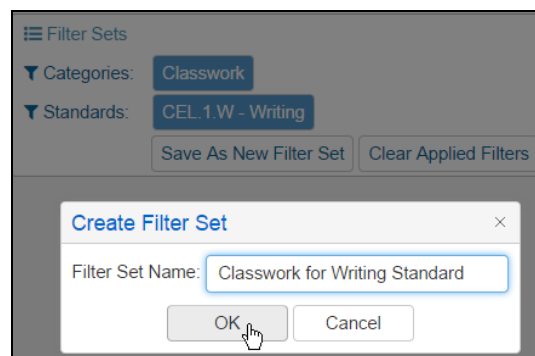 Filter Sets
Categories: Classwork
Standards: CEL.1.W - Writing
Save As New Filter Set Clear Applied Filters
Create Filter Set
Filter Set Name: Classwork for Writing Standard
OK Cancel